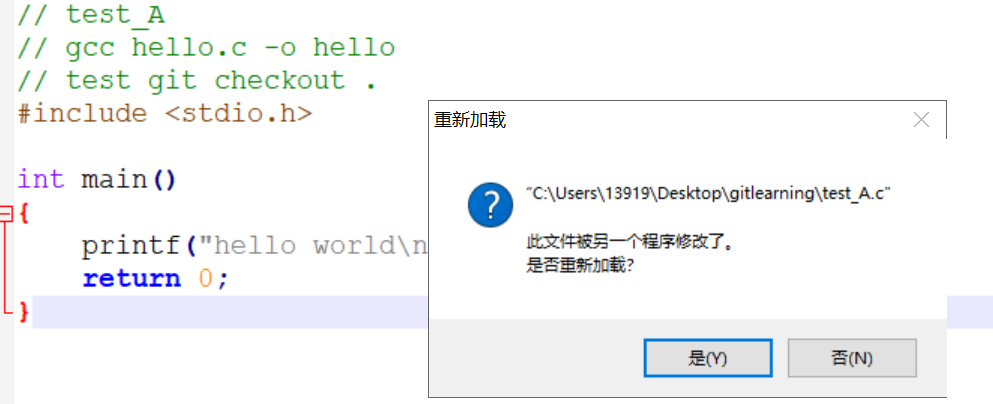 // test_A
// gcc hello.c -o hello
// test git checkout .
#include <stdio.h>
int main()
{
printf("hello world\n
return 0;
}
重新加载
"C:\Users\13919\Desktop\gitlearning\test_A.c"
此文件被另一个程序修改了。
是否重新加载?
是(Y)
否(N)